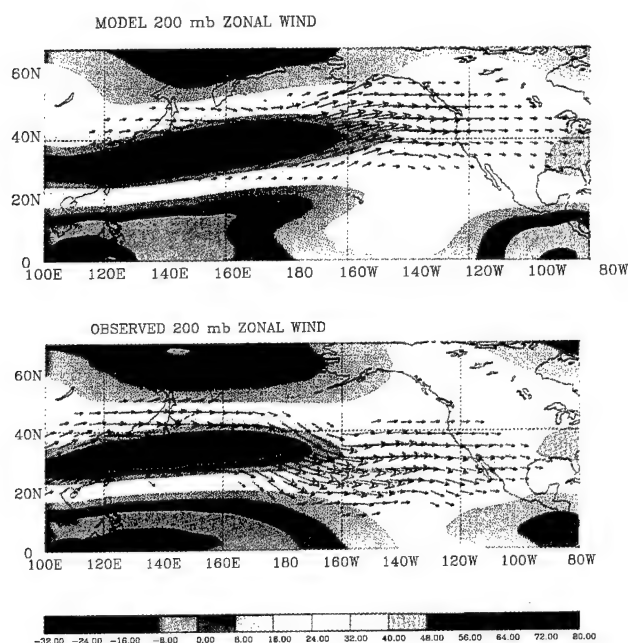 MODEL 200 mb ZONAL WIND
60N
40N
20N
0
100E 120E 140E 160E 160W 140W 120W 100W 80W
OBSERVED 200 mb ZONAL WIND
60N
40N
20N
0
100E 120E 140E 160E 180E 160W 140W 120W 100W 80W
-32.00 -24.00 -16.00 -8.00 0.00 8.00 16.00 24.00 32.00 40.00 48.00 56.00 64.00 72.00 80.00